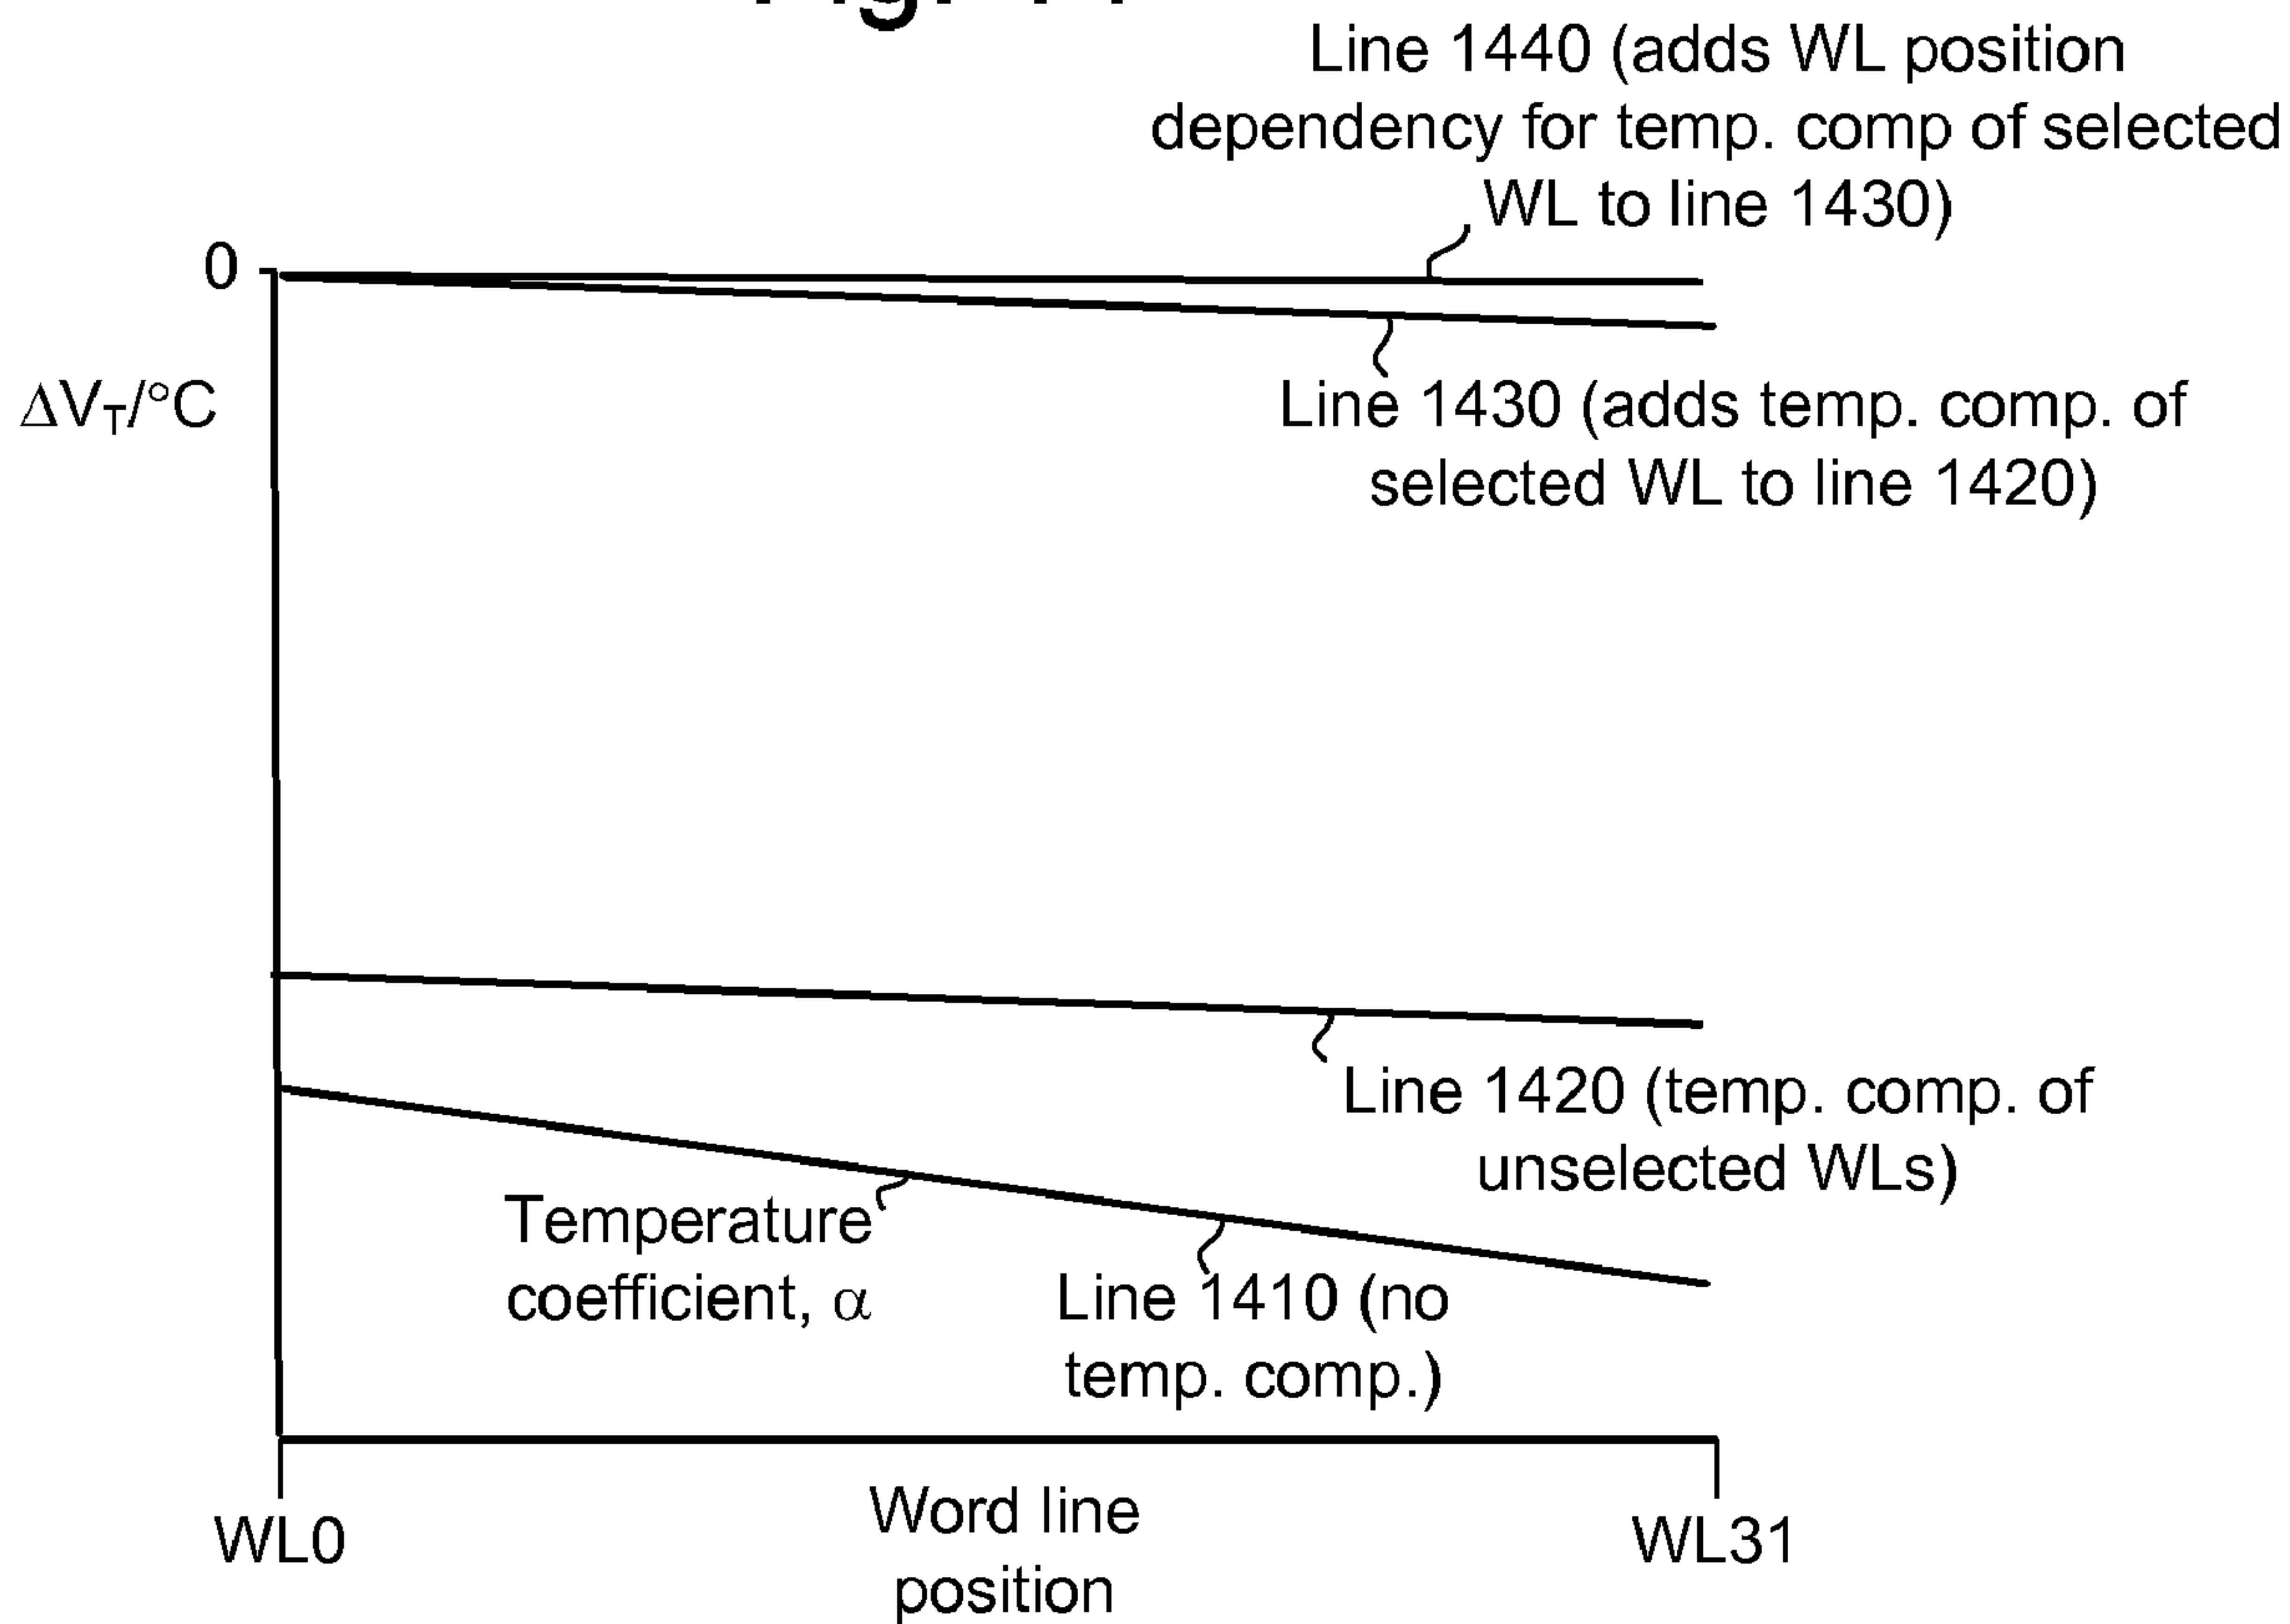 Line 1440 (adds WL position
dependency for temp. comp of selected
WL to line 1430)
0
ΔVT/°C
Line 1430 (adds temp. comp. of
selected WL to line 1420)
Line 1420 (temp. comp. of
unselected WLs)
Temperature
coefficient, α
Line 1410 (no
temp. comp.)
WL0
Word line
position
WL31